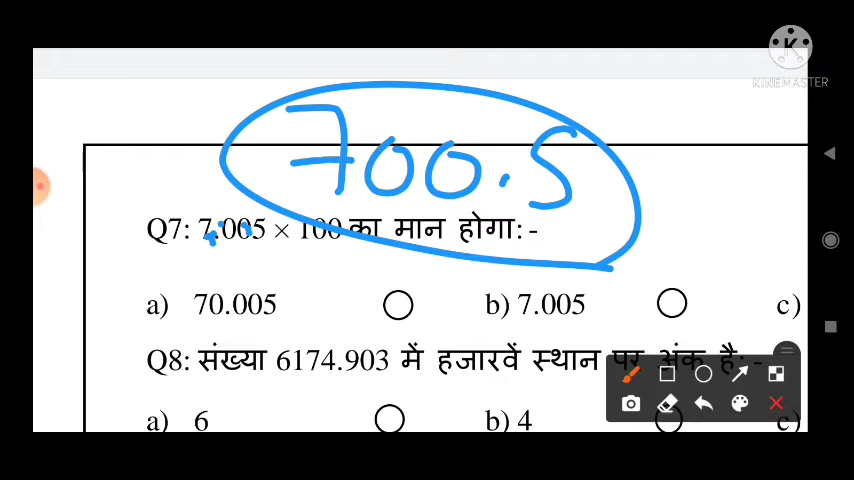 KINEMASTER
700.5
Q7: 7.005 × 100 का मान होगा: -
a) 70.005 b) 7.005 c)
Q8: संख्या 6174.903 में हजारवें स्थान पर अंक है: -
a) 6 b) 4 c)